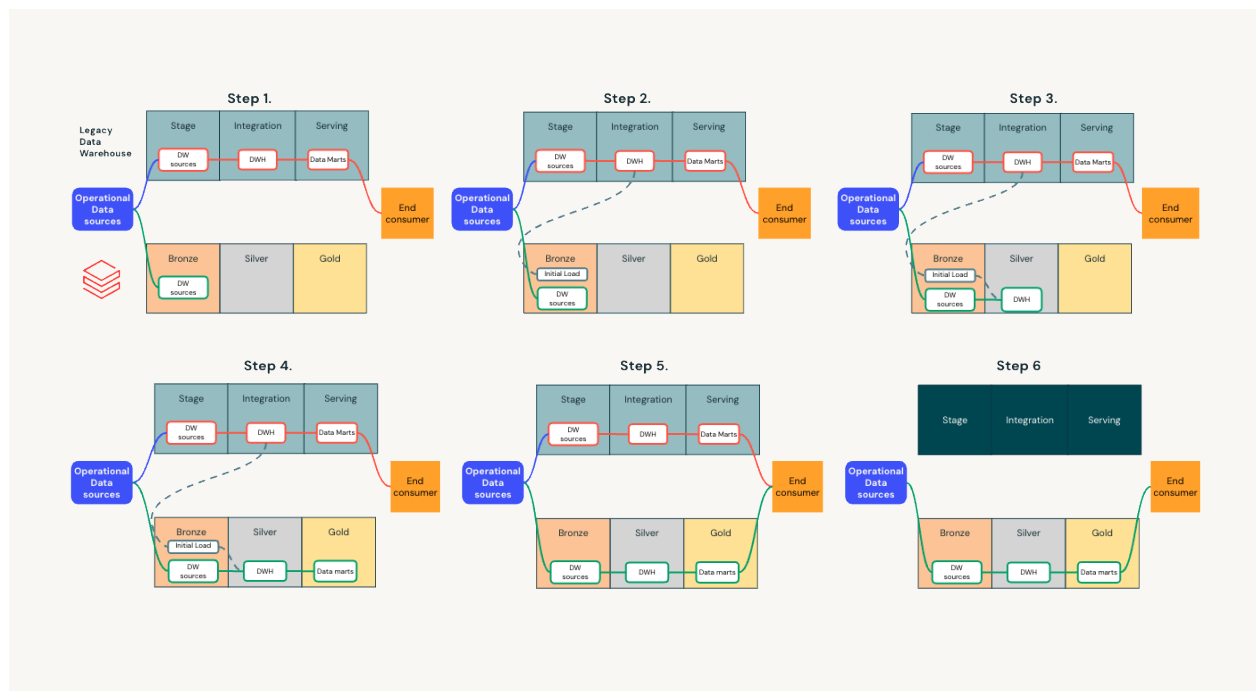 Step 1.
Legacy
Data
Warehouse
Stage
Integration
Serving
DW
sources
DWH
Data Marts
Operational
Data
sources
End
consumer
Bronze
Silver
Gold
DW
sources
Step 2.
Stage
Integration
Serving
DW
sources
DWH
Data Marts
Operational
Data
sources
End
consumer
Bronze
Silver
Gold
Initial Load
DW
sources
Step 3.
Stage
Integration
Serving
DW
sources
DWH
Data Marts
Operational
Data
sources
End
consumer
Bronze
Silver
Gold
Initial Load
DW
sources
DWH
Step 4.
Stage
Integration
Serving
DW
sources
DWH
Data Marts
Operational
Data
sources
End
consumer
Bronze
Silver
Gold
Initial Load
DW
sources
DWH
Data marts
Step 5.
Stage
Integration
Serving
DW
sources
DWH
Data Marts
Operational
Data
sources
End
consumer
Bronze
Silver
Gold
DW
sources
DWH
Data marts
Step 6
Stage
Integration
Serving
Operational
Data
sources
End
consumer
Bronze
Silver
Gold
DW
sources
DWH
Data marts